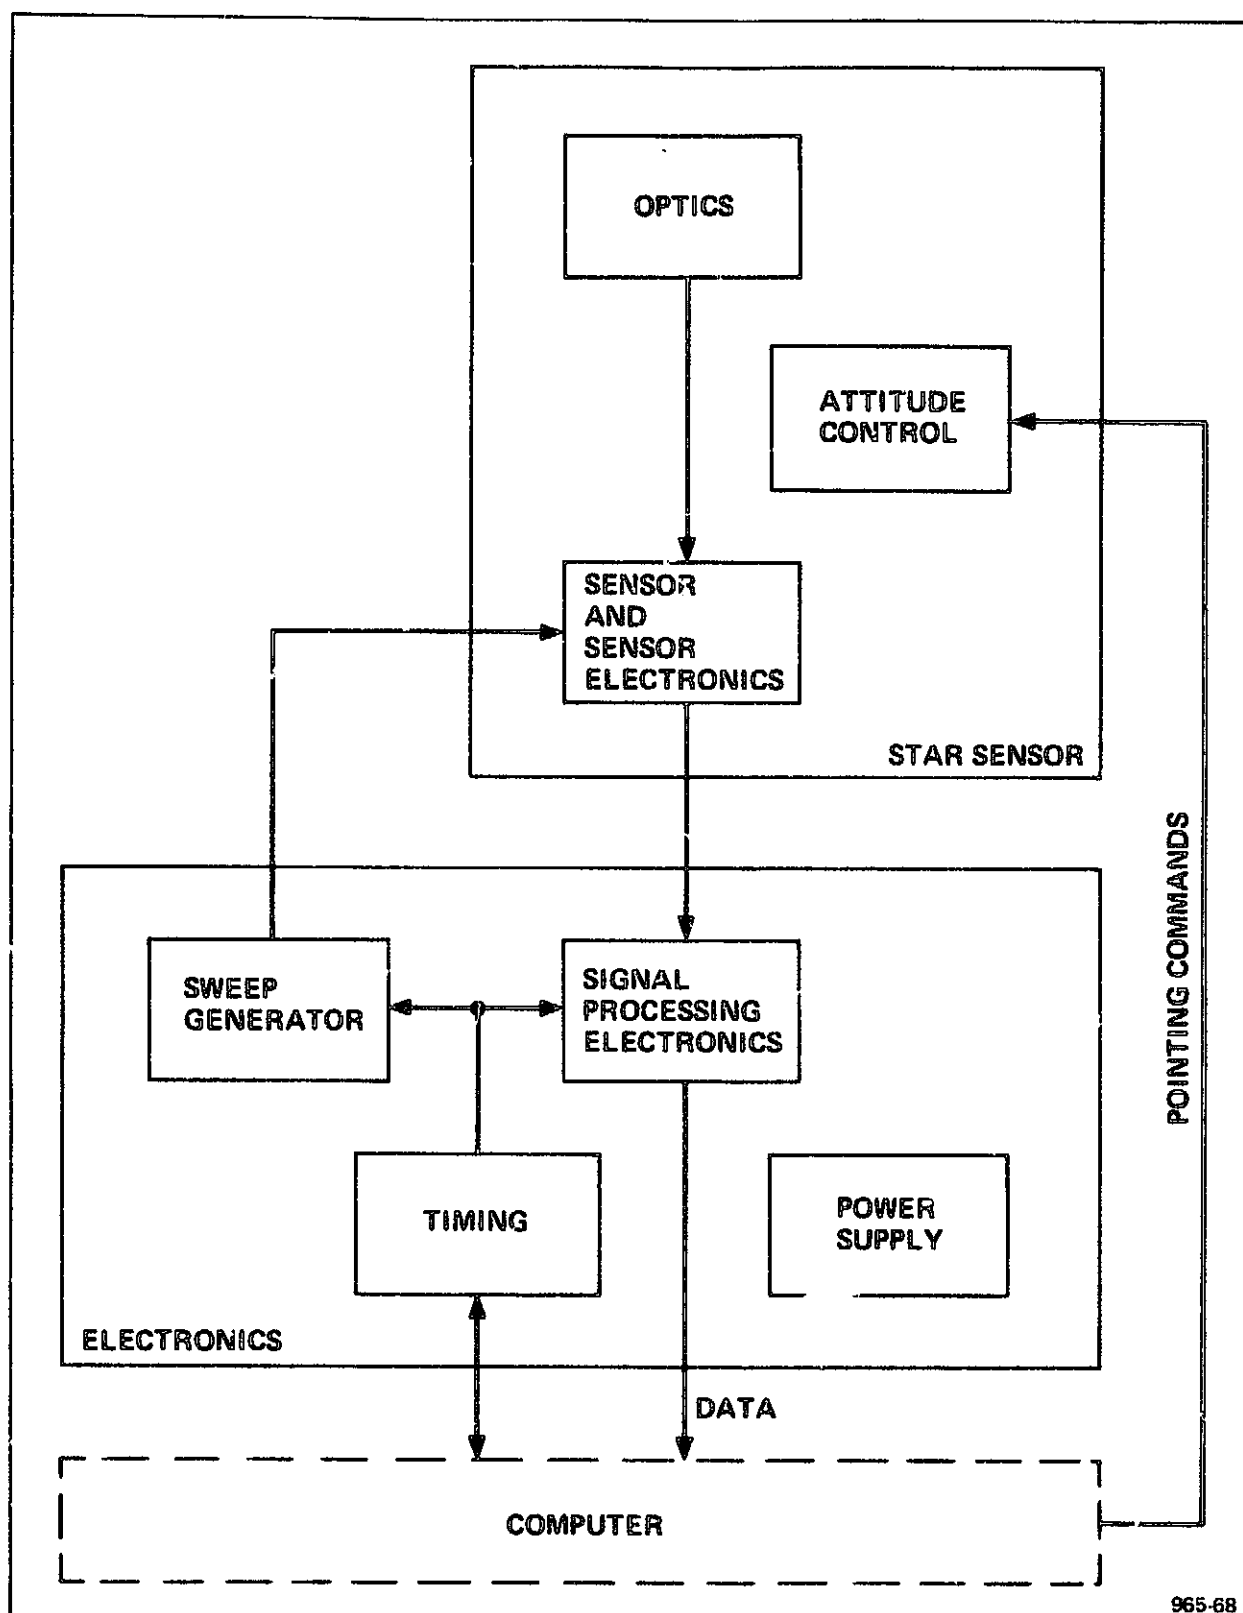 OPTICS
ATTITUDE
CONTROL
SENSOR
AND
SENSOR
ELECTRONICS
STAR SENSOR
POINTING COMMANDS
SWEEP
GENERATOR
SIGNAL
PROCESSING
ELECTRONICS
TIMING
POWER
SUPPLY
ELECTRONICS
DATA
COMPUTER
965-68